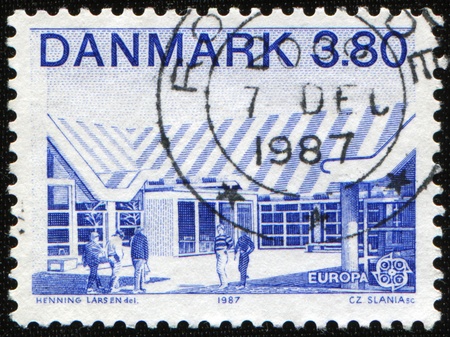 DANMARK 3.80
7 DEC
1987
EUROPA
HENNING LARSEN del. 1987 CZ. SLANIA sc